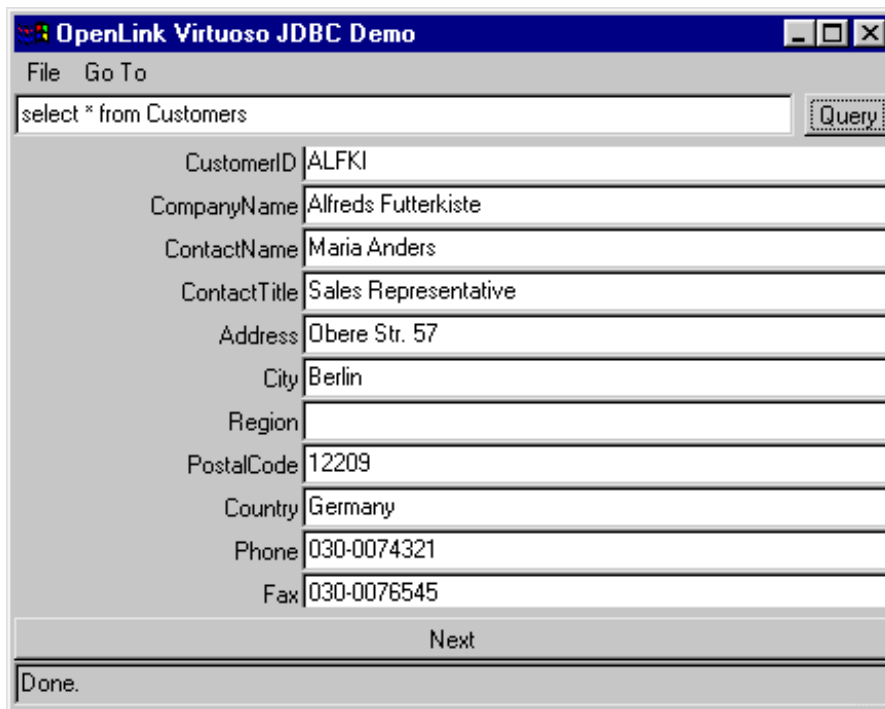 OpenLink Virtuoso JDBC Demo
File Go To
select * from Customers Query
CustomerID ALFKI
CompanyName Alfreds Futterkiste
ContactName Maria Anders
ContactTitle Sales Representative
Address Obere Str. 57
City Berlin
Region
PostalCode 12209
Country Germany
Phone 030-0074321
Fax 030-0076545
Next
Done.